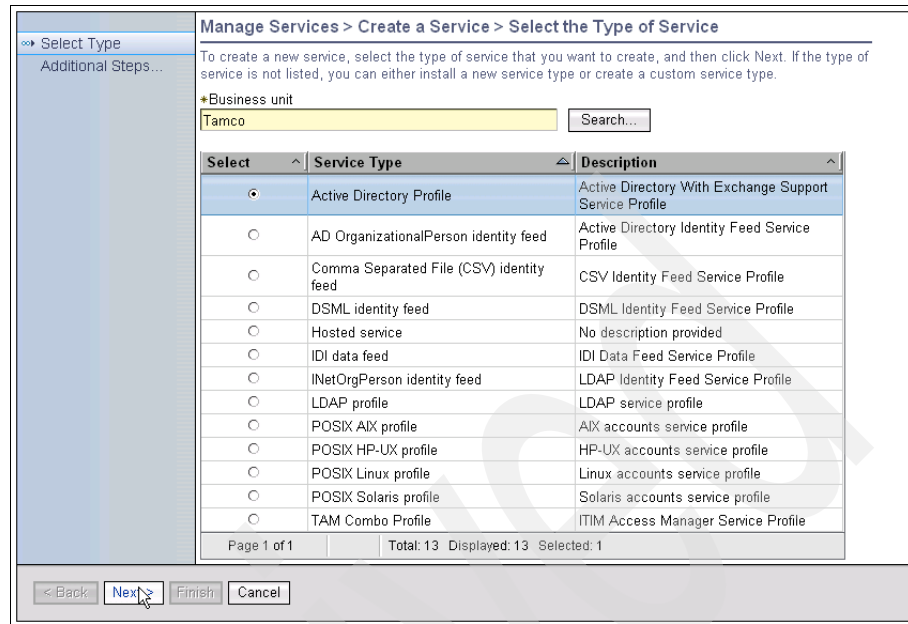 Manage Services > Create a Service > Select the Type of Service
Select Type
Additional Steps...
To create a new service, select the type of service that you want to create, and then click Next. If the type of
service is not listed, you can either install a new service type or create a custom service type.
*Business unit
Tamco
Search...
Select Service Type Description
Active Directory Profile Active Directory With Exchange Support
Service Profile
AD OrganizationalPerson identity feed Active Directory Identity Feed Service
Profile
Comma Separated File (CSV) identity
feed CSV Identity Feed Service Profile
DSML identity feed DSML Identity Feed Service Profile
Hosted service No description provided
IDI data feed IDI Data Feed Service Profile
INetOrgPerson identity feed LDAP Identity Feed Service Profile
LDAP profile LDAP service profile
POSIX AIX profile AIX accounts service profile
POSIX HP-UX profile HP-UX accounts service profile
POSIX Linux profile Linux accounts service profile
POSIX Solaris profile Solaris accounts service profile
TAM Combo Profile ITIM Access Manager Service Profile
Page 1 of 1 Total: 13 Displayed: 13 Selected: 1
< Back Next > Finish Cancel